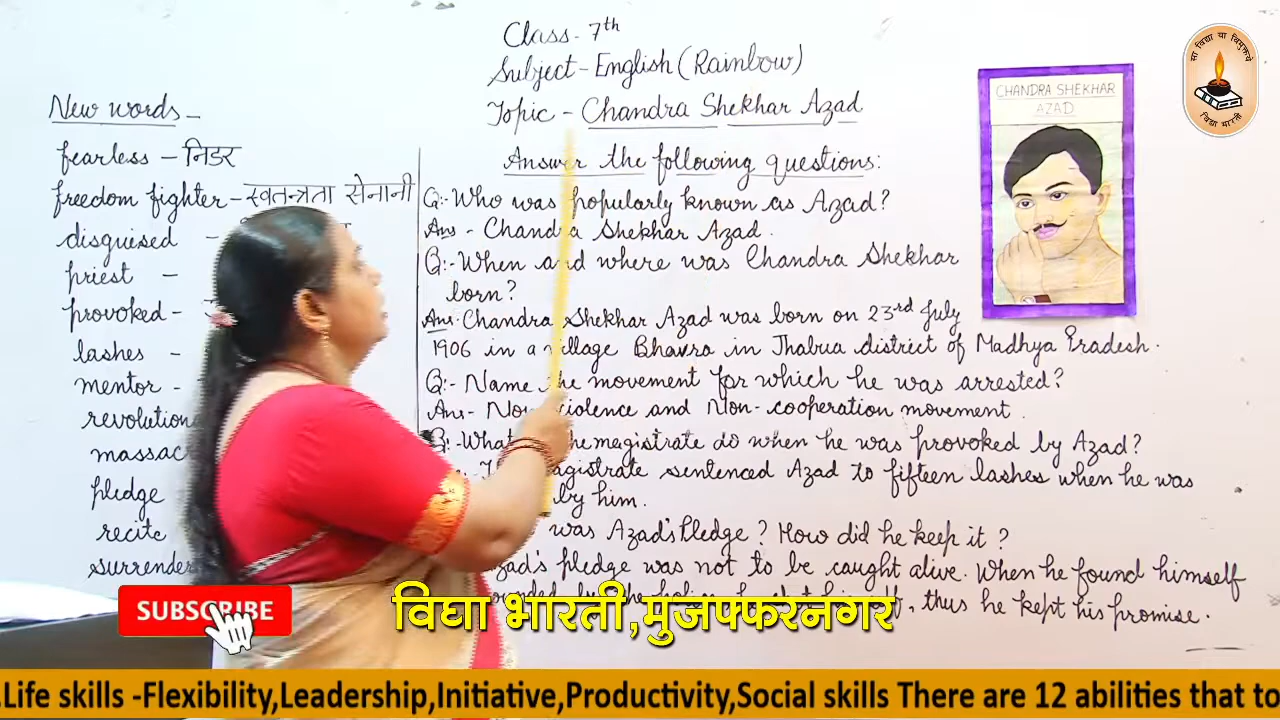 Class - 7th
Subject - English (Rainbow)
Topic - Chandra Shekhar Azad
New words -
fearless - निडर
freedom fighter - स्वतन्त्रता सेनानी
disguised -
priest -
provoked -
lashes -
mentor -
revolution
massac
pledge
recite
surrender
Answer the following questions:
Q:- Who was popularly known as Azad?
Ans - Chandra Shekhar Azad.
Q:- When and where was Chandra Shekhar
born?
Ans. Chandra Shekhar Azad was born on 23rd July
1906 in a village Bhavra in Jhabua district of Madhya Pradesh.
Q:- Name the movement for which he was arrested?
Ans - Non violence and Non-cooperation movement.
Q:- What the magistrate do when he was provoked by Azad?
magistrate sentenced Azad to fifteen lashes when he was
by him.
was Azad's Pledge? How did he keep it?
Azad's pledge was not to be caught alive. When he found himself
thus he kept his promise.
CHANDRA SHEKHAR
AZAD
सा विद्या या विमुक्तये
विद्या भारती
SUBSCRIBE
विद्या भारती,मुजफ्फरनगर
.Life skills -Flexibility,Leadership,Initiative,Productivity,Social skills There are 12 abilities that to